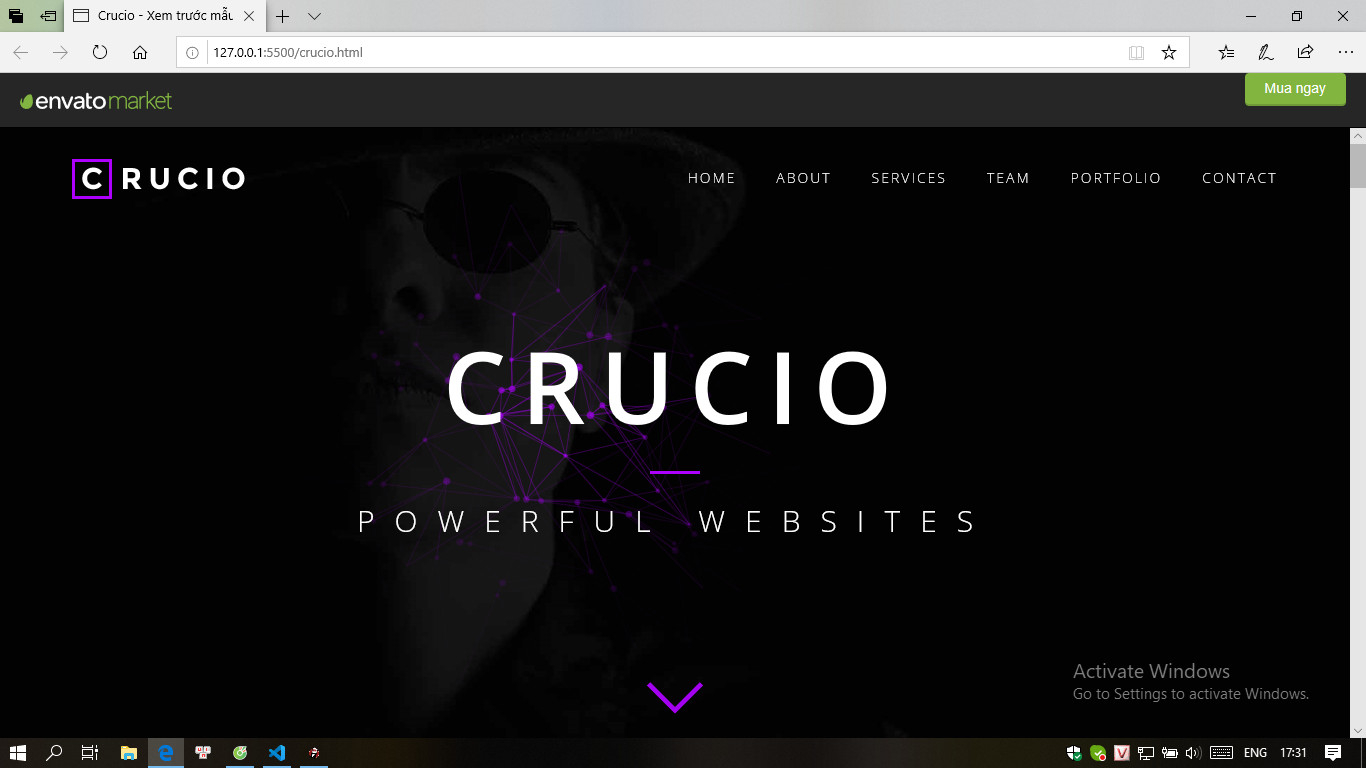 Crucio - Xem trước mẫu
127.0.0.1:5500/crucio.html
envato market
Mua ngay
CRUCIO
HOME ABOUT SERVICES TEAM PORTFOLIO CONTACT
CRUCIO
POWERFUL WEBSITES
Activate Windows
Go to Settings to activate Windows.
ENG 17:31